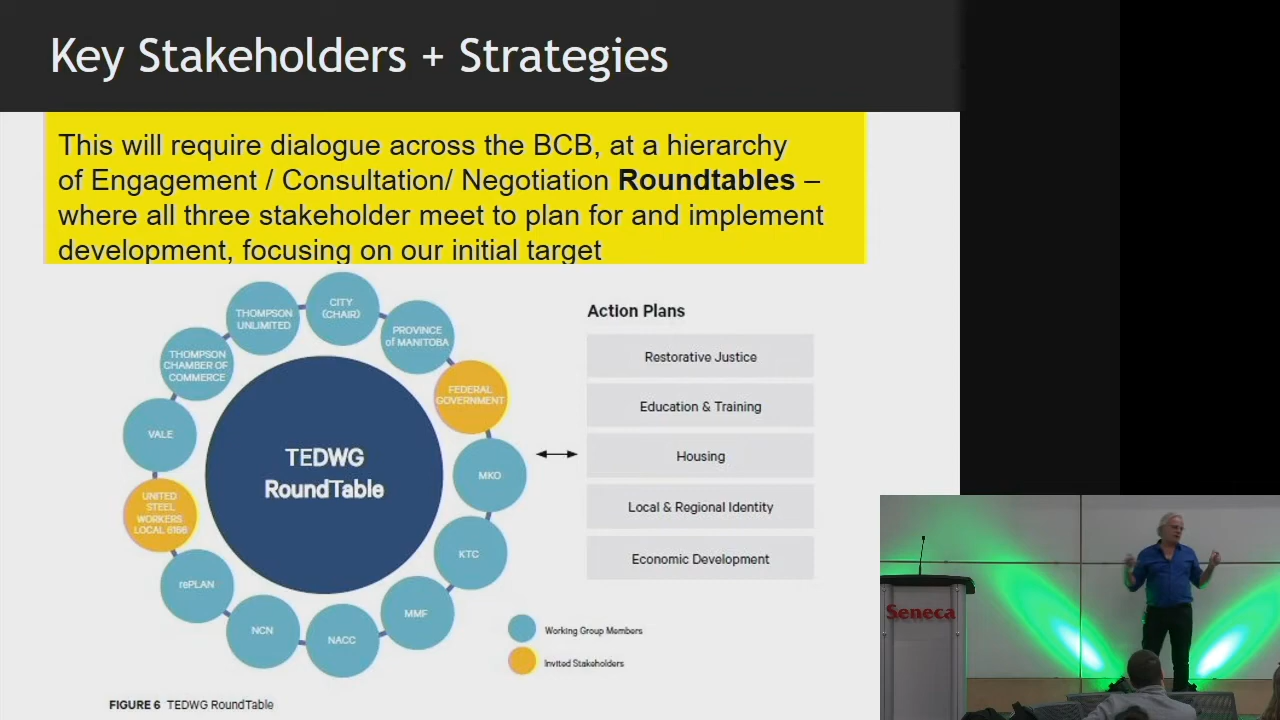 Key Stakeholders + Strategies
This will require dialogue across the BCB, at a hierarchy
of Engagement / Consultation/ Negotiation Roundtables –
where all three stakeholder meet to plan for and implement
development, focusing on our initial target
CITY
(CHAIR)
PROVINCE
of MANITOBA
FEDERAL
GOVERNMENT
MKO
KTC
MMF
NACC
NCN
rePLAN
UNITED
STEEL
WORKERS
LOCAL 6166
VALE
THOMPSON
CHAMBER OF
COMMERCE
THOMPSON
UNLIMITED
TEDWG
RoundTable
Action Plans
Restorative Justice
Education & Training
Housing
Local & Regional Identity
Economic Development
Working Group Members
Invited Stakeholders
FIGURE 6 TEDWG RoundTable
Seneca